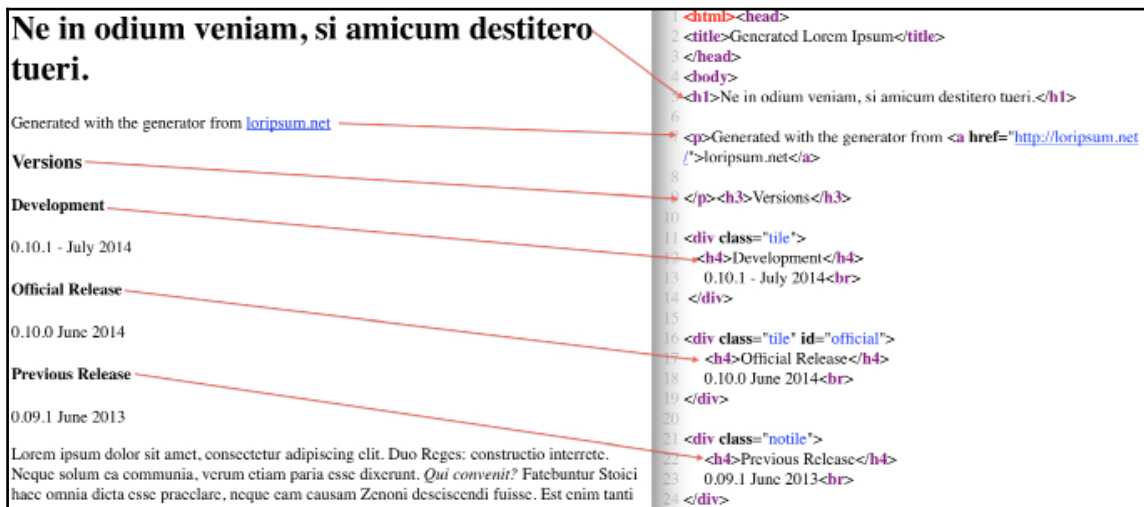 Ne in odium veniam, si amicum destitero
tueri.
Generated with the generator from loripsum.net
Versions
Development
0.10.1 - July 2014
Official Release
0.10.0 June 2014
Previous Release
0.09.1 June 2013
Lorem ipsum dolor sit amet, consectetur adipiscing elit. Duo Reges: constructio interrete.
Neque solum ea communia, verum etiam paria esse dixerunt. Qui convenit? Fatebuntur Stoici
haec omnia dicta esse praeclare, neque eam causam Zenoni desciscendi fuisse. Est enim tanti
1 <html><head>
2 <title>Generated Lorem Ipsum</title>
3 </head>
4 <body>
5 <h1>Ne in odium veniam, si amicum destitero tueri.</h1>
6
7 <p>Generated with the generator from <a href="http://loripsum.net
/">loripsum.net</a>
8
9 </p><h3>Versions</h3>
10
11 <div class="tile">
12 <h4>Development</h4>
13 0.10.1 - July 2014<br>
14 </div>
15
16 <div class="tile" id="official">
17 <h4>Official Release</h4>
18 0.10.0 June 2014<br>
19 </div>
20
21 <div class="notile">
22 <h4>Previous Release</h4>
23 0.09.1 June 2013<br>
24 </div>